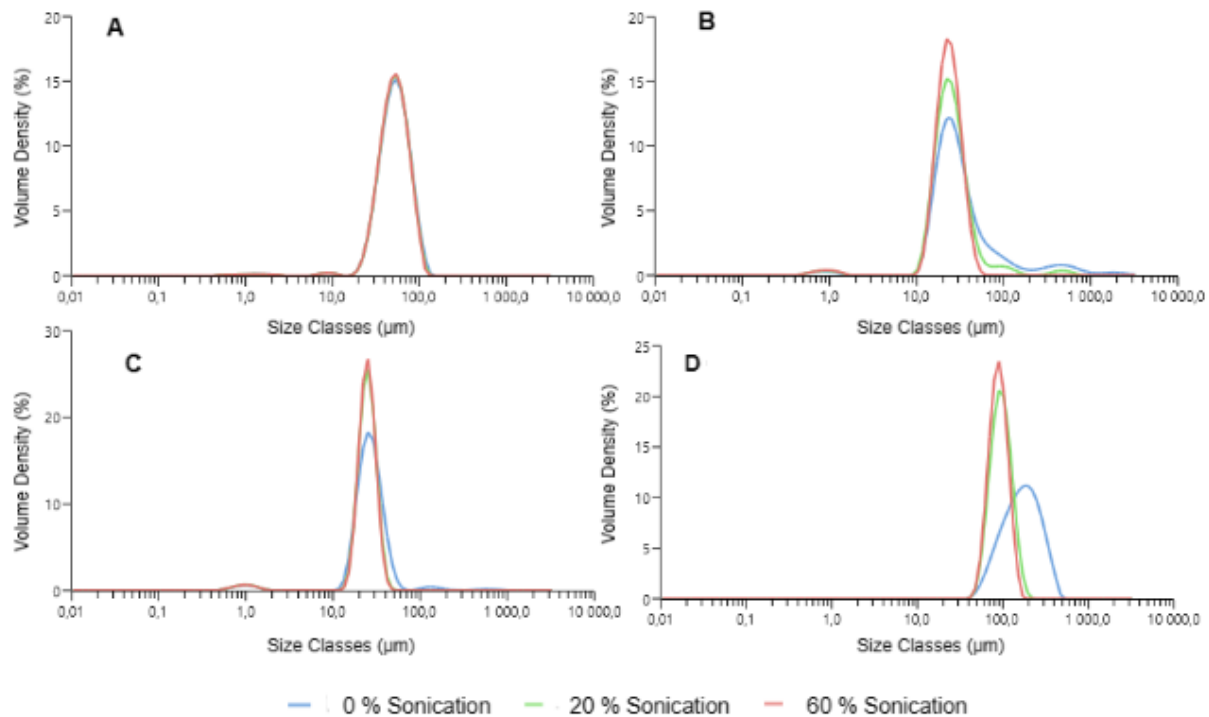 A
20
15
10
5
0
Volume Density (%)
0,01 0,1 1,0 10,0 100,0 1 000,0 10 000,0
Size Classes (µm)
B
20
15
10
5
0
Volume Density (%)
0,01 0,1 1,0 10,0 100,0 1 000,0 10 000,0
Size Classes (µm)
C
30
20
10
0
Volume Density (%)
0,01 0,1 1,0 10,0 100,0 1 000,0 10 000,0
Size Classes (µm)
D
25
20
15
10
5
0
Volume Density (%)
0,01 0,1 1,0 10,0 100,0 1 000,0 10 000,0
Size Classes (µm)
0 % Sonication 20 % Sonication 60 % Sonication